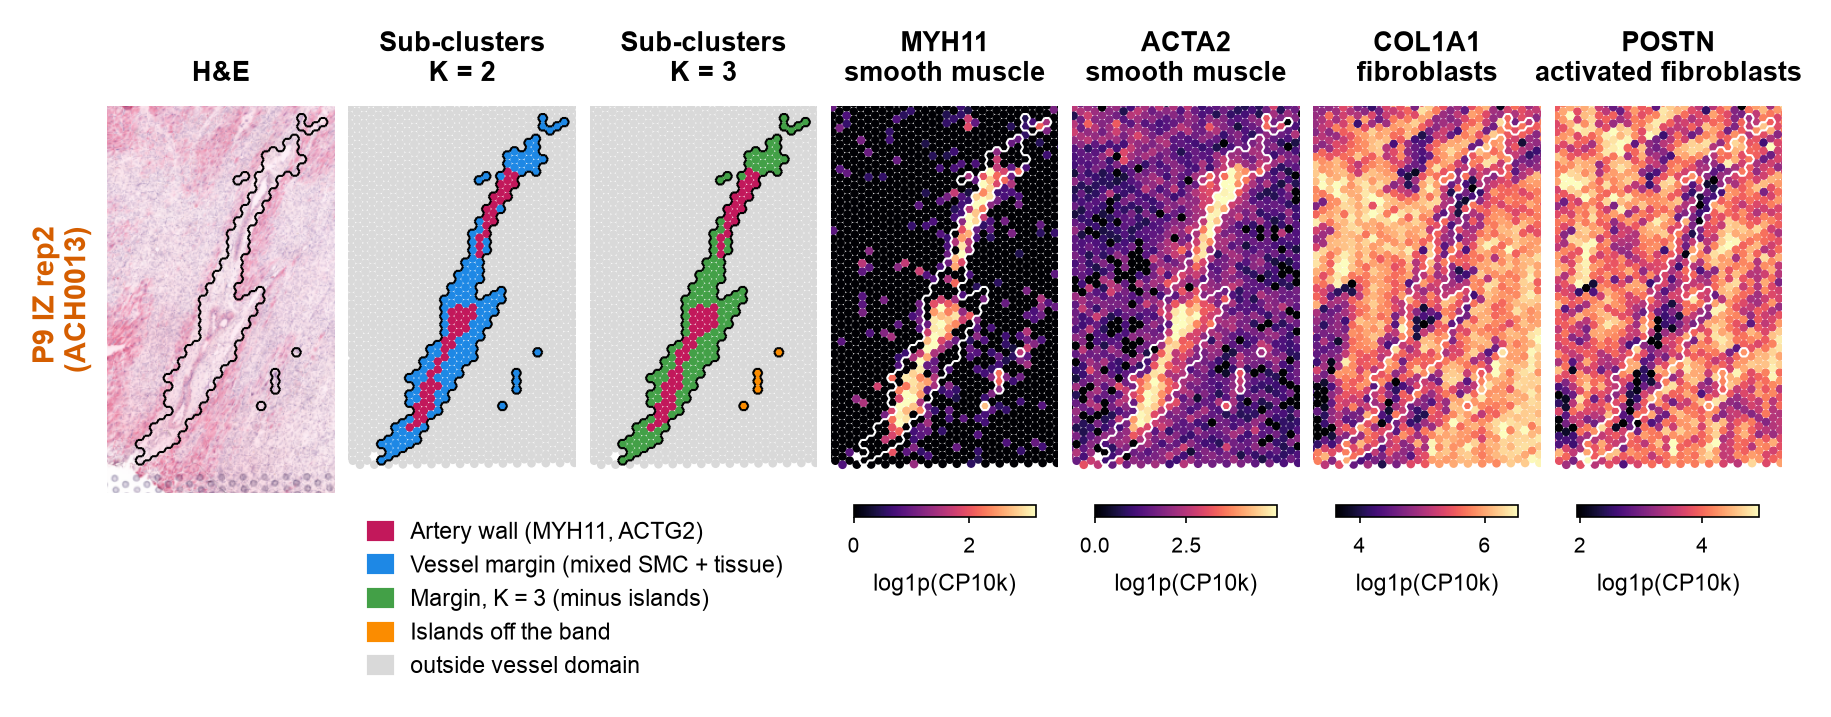 H&E
Sub-clusters
K = 2
Sub-clusters
K = 3
MYH11
smooth muscle
ACTA2
smooth muscle
COL1A1
fibroblasts
POSTN
activated fibroblasts
P9 IZ rep2
(ACH0013)
Artery wall (MYH11, ACTG2)
Vessel margin (mixed SMC + tissue)
Margin, K = 3 (minus islands)
Islands off the band
outside vessel domain
0 2
log1p(CP10k)
0.0 2.5
log1p(CP10k)
4 6
log1p(CP10k)
2 4
log1p(CP10k)